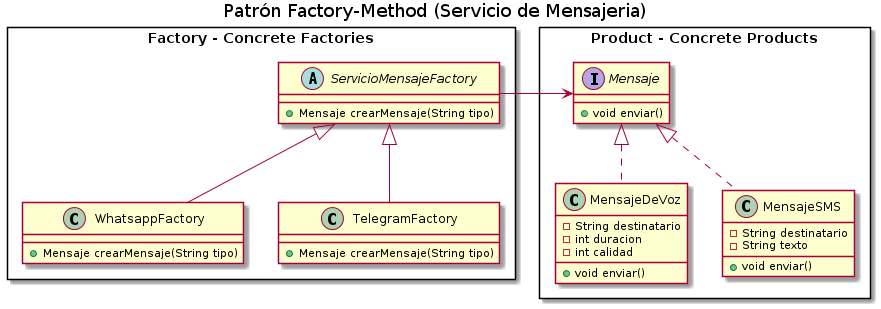 Patrón Factory-Method (Servicio de Mensajeria)
Factory - Concrete Factories
A ServicioMensajeFactory
Mensaje crearMensaje(String tipo)
C WhatsappFactory
Mensaje crearMensaje(String tipo)
C TelegramFactory
Mensaje crearMensaje(String tipo)
Product - Concrete Products
I Mensaje
void enviar()
C MensajeDeVoz
String destinatario
int duracion
int calidad
void enviar()
C MensajeSMS
String destinatario
String texto
void enviar()